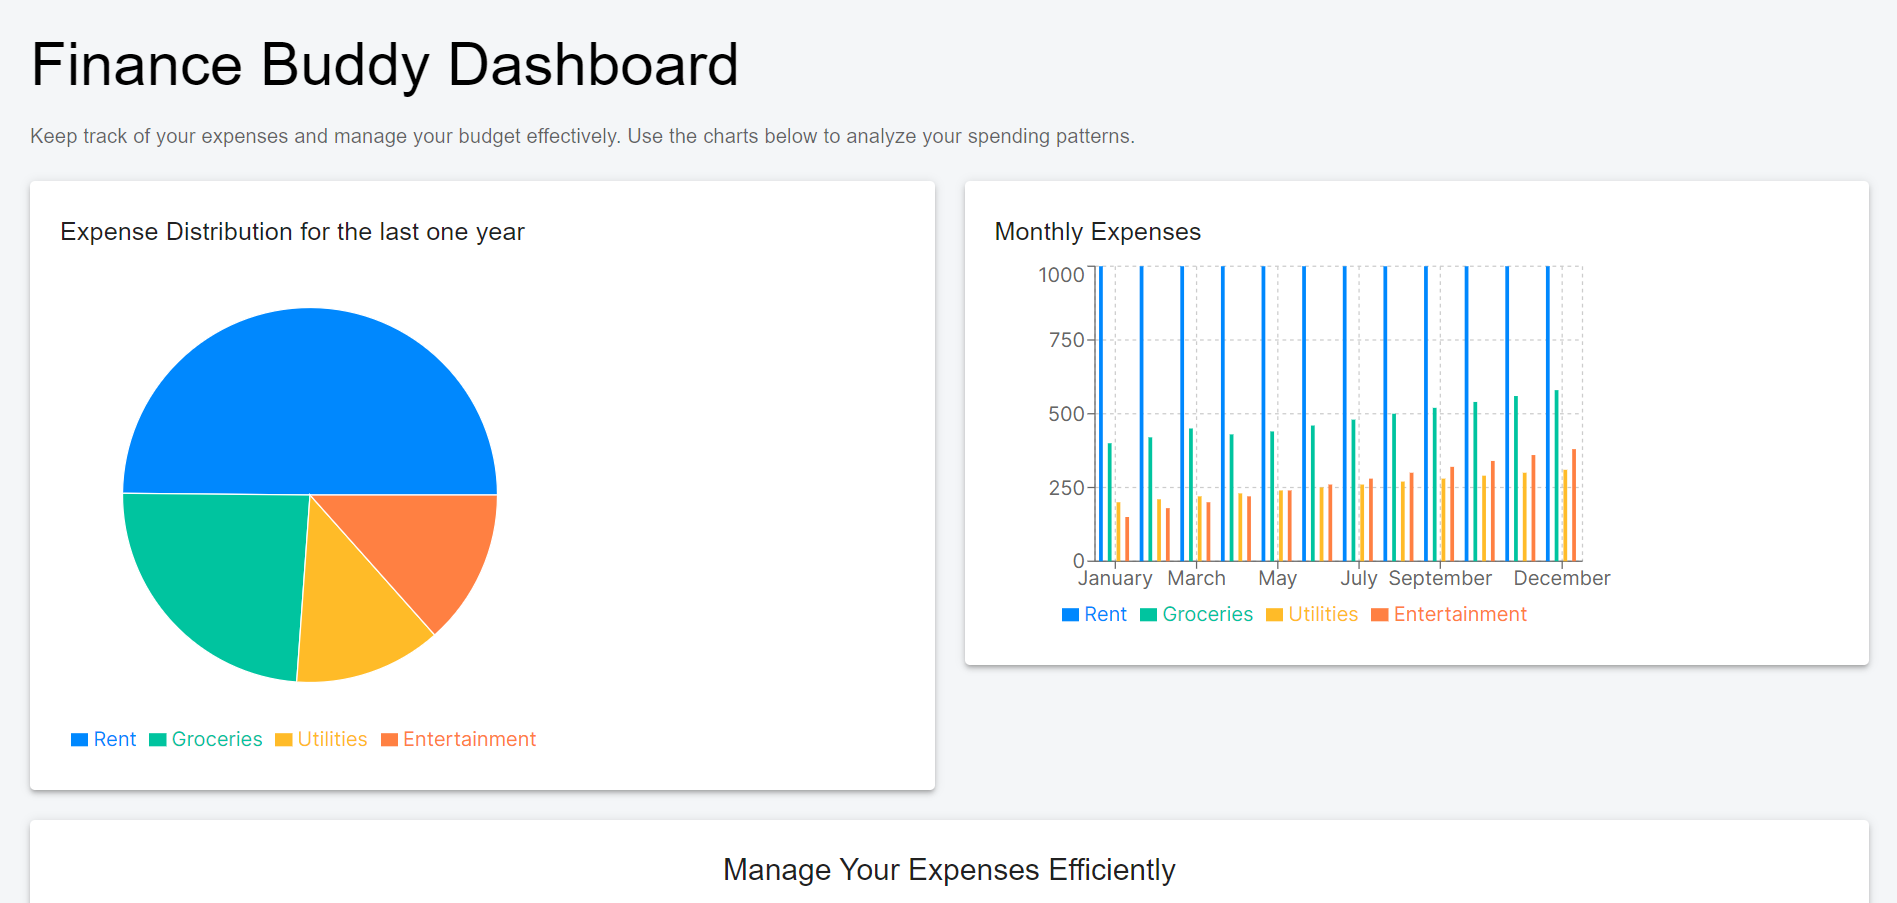 Finance Buddy Dashboard
Keep track of your expenses and manage your budget effectively. Use the charts below to analyze your spending patterns.
Expense Distribution for the last one year
Rent Groceries Utilities Entertainment
Monthly Expenses
1000
750
500
250
0
January March May July September December
Rent Groceries Utilities Entertainment
Manage Your Expenses Efficiently